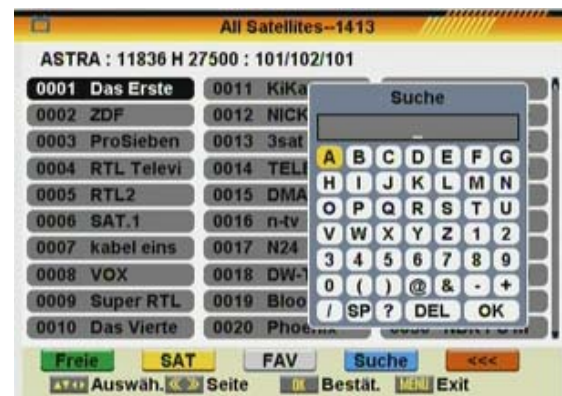 All Satellites--1413
ASTRA : 11836 H 27500 : 101/102/101
0001 Das Erste
0002 ZDF
0003 ProSieben
0004 RTL Televi
0005 RTL2
0006 SAT.1
0007 kabel eins
0008 VOX
0009 Super RTL
0010 Das Vierte
0011 KiKa
0012 NICK
0013 3sat
0014 TELE
0015 DMA
0016 n-tv
0017 N24
0018 DW-T
0019 Bloo
0020 Phoenix
Suche
A B C D E F G
H I J K L M N
O P Q R S T U
V W X Y Z 1 2
3 4 5 6 7 8 9
0 ( ) @ & - +
/ SP ? DEL OK
Freie SAT FAV Suche <<<
Auswäh. Seite OK Bestät. MENU Exit